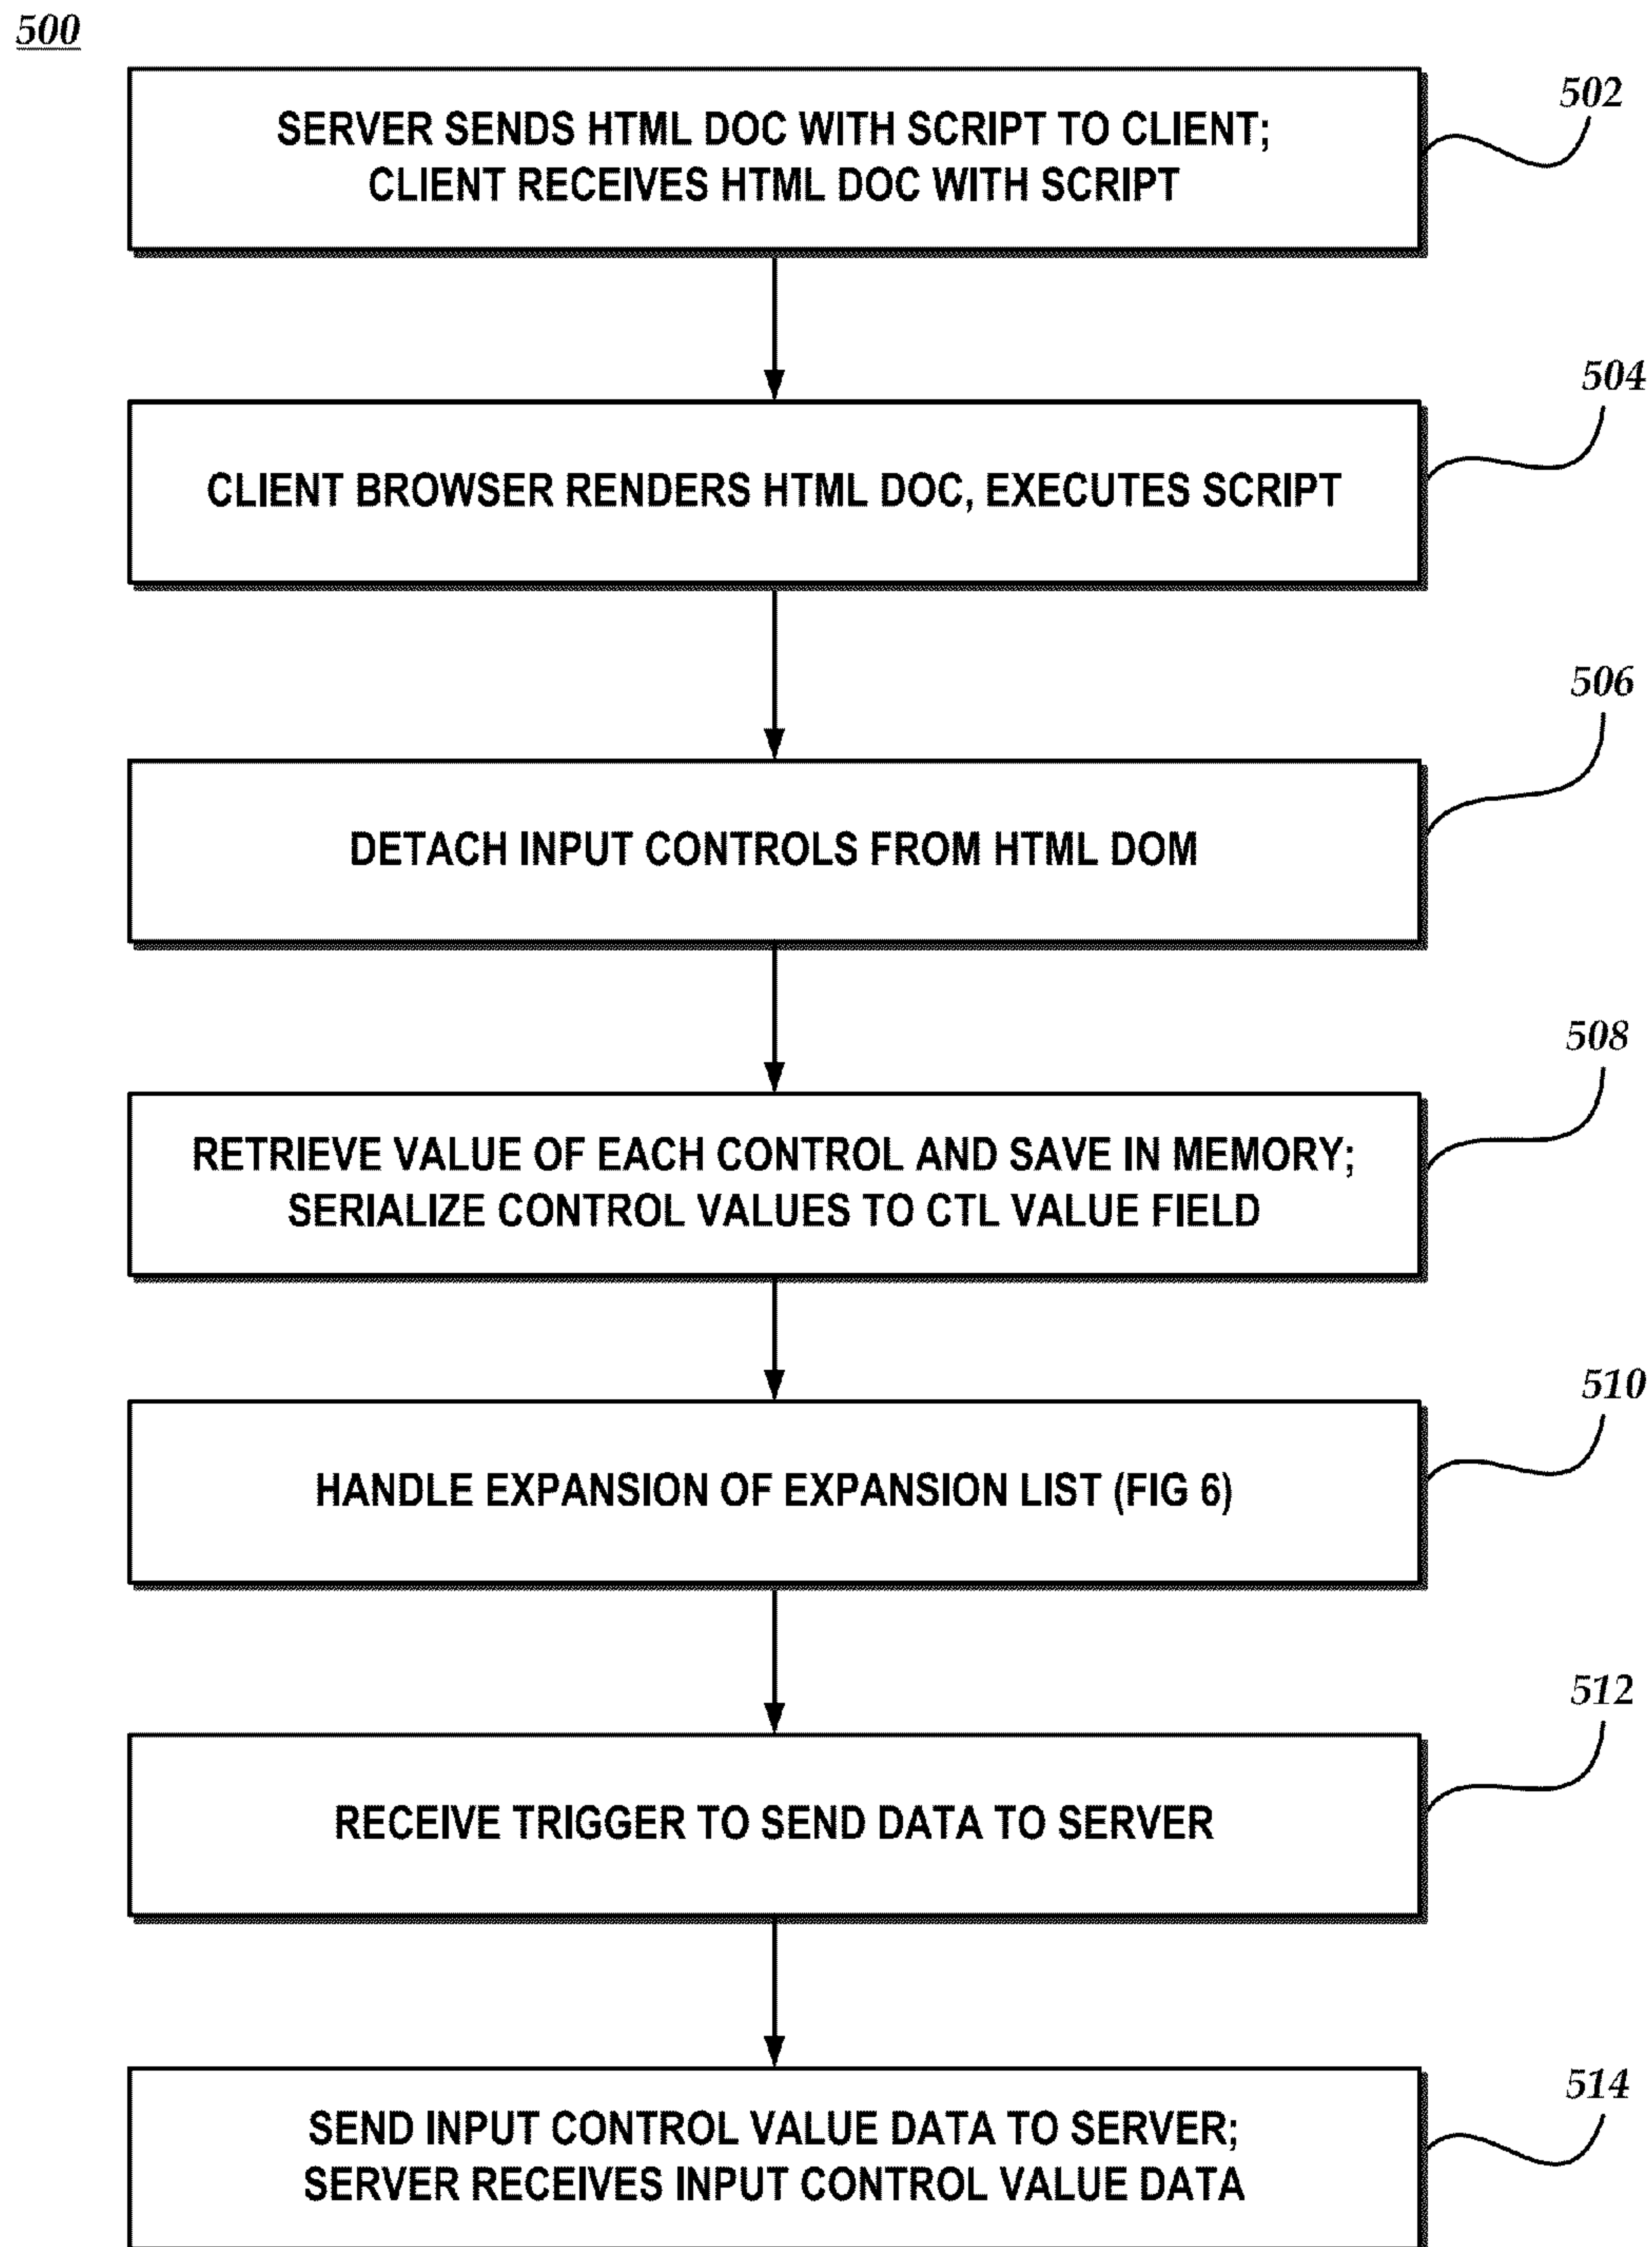 500
502
SERVER SENDS HTML DOC WITH SCRIPT TO CLIENT;
CLIENT RECEIVES HTML DOC WITH SCRIPT
504
CLIENT BROWSER RENDERS HTML DOC, EXECUTES SCRIPT
506
DETACH INPUT CONTROLS FROM HTML DOM
508
RETRIEVE VALUE OF EACH CONTROL AND SAVE IN MEMORY;
SERIALIZE CONTROL VALUES TO CTL VALUE FIELD
510
HANDLE EXPANSION OF EXPANSION LIST (FIG 6)
512
RECEIVE TRIGGER TO SEND DATA TO SERVER
514
SEND INPUT CONTROL VALUE DATA TO SERVER;
SERVER RECEIVES INPUT CONTROL VALUE DATA